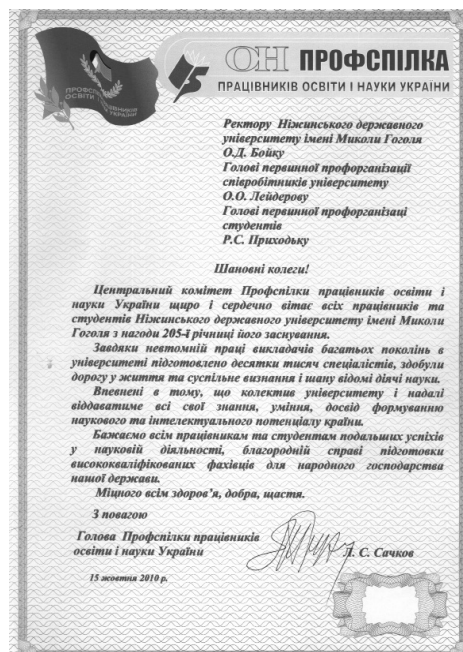 ПРОФСПІЛКА
ПРАЦІВНИКІВ ОСВІТИ І НАУКИ УКРАЇНИ
Ректору Ніжинського державного
університету імені Миколи Гоголя
О.Д. Бойку
Голові первинної профорганізації
співробітників університету
О.О. Лейдерову
Голові первинної профорганізаці
студентів
Р.С. Приходьку
Шановні колеги!
Центральний комітет Профспілки працівників освіти і
науки України щиро і сердечно вітає всіх працівників та
студентів Ніжинського державного університету імені Миколи
Гоголя з нагоди 205-ї річниці його заснування.
Завдяки невтомній праці викладачів багатьох поколінь в
університеті підготовлено десятки тисяч спеціалістів, здобули
дорогу у життя та суспільне визнання і шану відомі діячі науки.
Впевнені в тому, що колектив університету і надалі
віддаватиме всі свої знання, уміння, досвід формуванню
наукового та інтелектуального потенціалу країни.
Бажаємо всім працівникам та студентам подальших успіхів
у науковій діяльності, благородній справі підготовки
висококваліфікованих фахівців для народного господарства
нашої держави.
Міцного всім здоров’я, добра, щастя.
З повагою
Голова Профспілки працівників
освіти і науки України Л. С. Сачков
15 жовтня 2010 р.